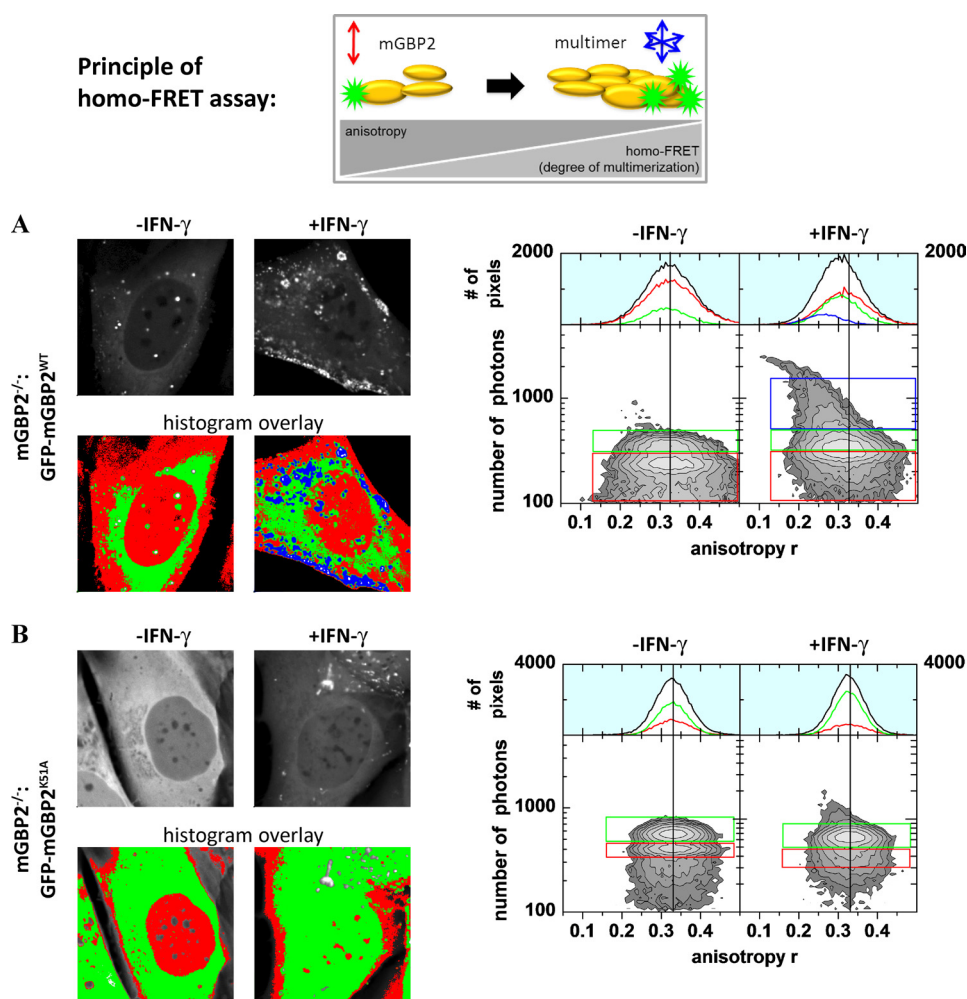 Principle of
homo-FRET assay:
mGBP2
multimer
anisotropy
homo-FRET
(degree of multimerization)
A
-IFN-γ
+IFN-γ
mGBP2-/-:
GFP-mGBP2WT
histogram overlay
-IFN-γ
+IFN-γ
2000
2000
# of
pixels
number of photons
1000
100
0.1 0.2 0.3 0.4 0.1 0.2 0.3 0.4
anisotropy r
B
-IFN-γ
+IFN-γ
mGBP2-/-:
GFP-mGBP2K51A
histogram overlay
-IFN-γ
+IFN-γ
4000
4000
# of
pixels
number of photons
1000
100
0.1 0.2 0.3 0.4 0.1 0.2 0.3 0.4
anisotropy r